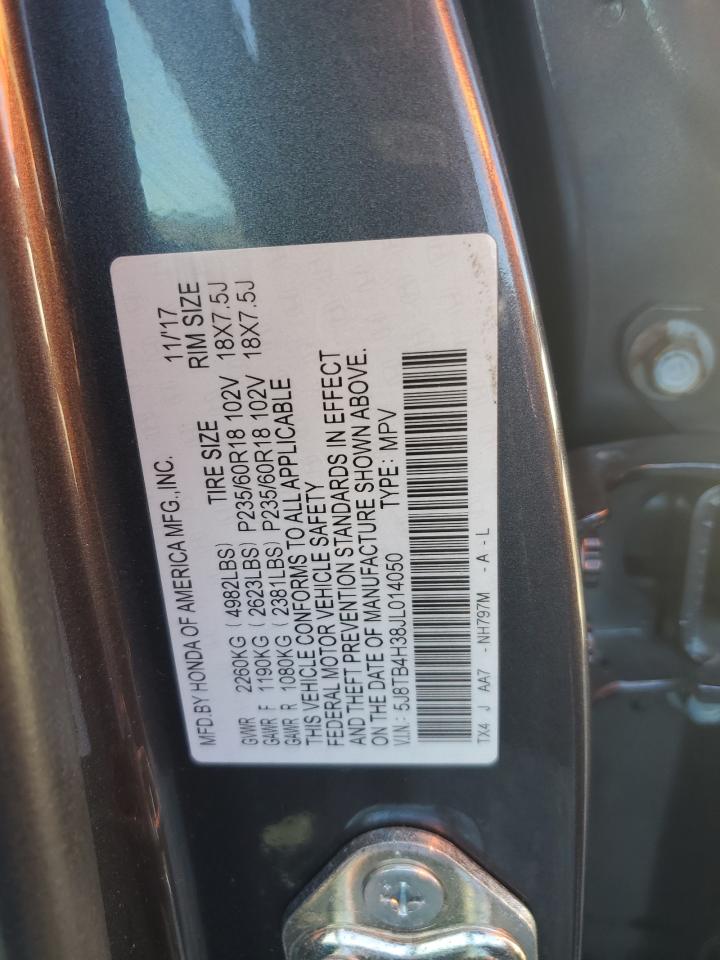 MFD.BY HONDA OF AMERICA MFG.,INC. 11/'17
TIRE SIZE RIM SIZE
GVWR 2260KG (4982LBS)
GAWR F 1190KG (2623LBS) P235/60R18 102V 18X7.5J
GAWR R 1080KG (2381LBS) P235/60R18 102V 18X7.5J
THIS VEHICLE CONFORMS TO ALL APPLICABLE
FEDERAL MOTOR VEHICLE SAFETY
AND THEFT PREVENTION STANDARDS IN EFFECT
ON THE DATE OF MANUFACTURE SHOWN ABOVE.
V.I.N.: 5J8TB4H38JL014050 TYPE: MPV
TX4 J AA7 -NH797M -A-L